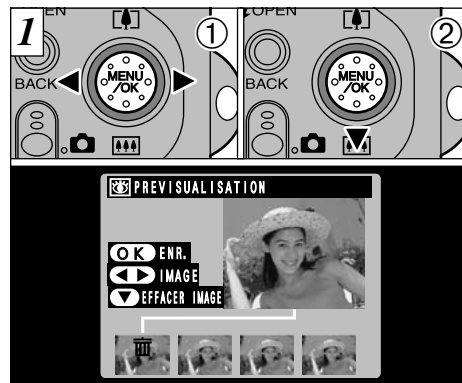 1
OPEN
①
BACK
MENU
/OK
OPEN
②
BACK
MENU
/OK
PREVISUALISATION
OK ENR.
IMAGE
EFFACER IMAGE